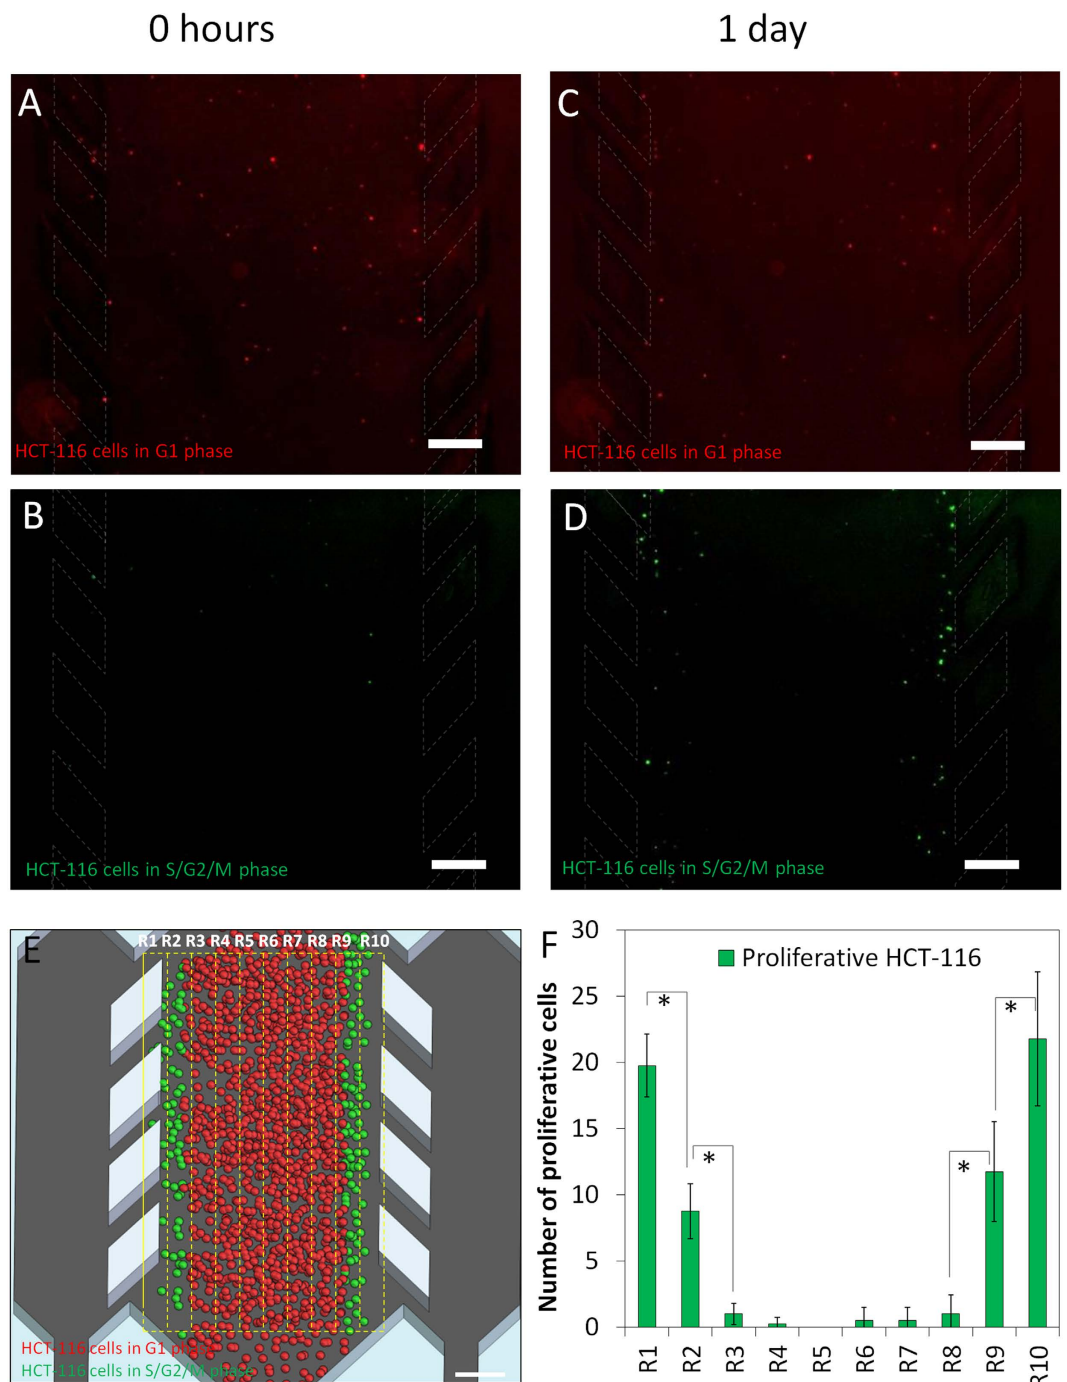 0 hours
1 day
A
C
HCT-116 cells in G1 phase
HCT-116 cells in G1 phase
B
D
HCT-116 cells in S/G2/M phase
HCT-116 cells in S/G2/M phase
E
R1 R2 R3 R4 R5 R6 R7 R8 R9 R10
HCT-116 cells in G1 phase
HCT-116 cells in S/G2/M phase
F
Proliferative HCT-116
Number of proliferative cells
30
25
20
15
10
5
0
*
*
*
*
R1 R2 R3 R4 R5 R6 R7 R8 R9 R10